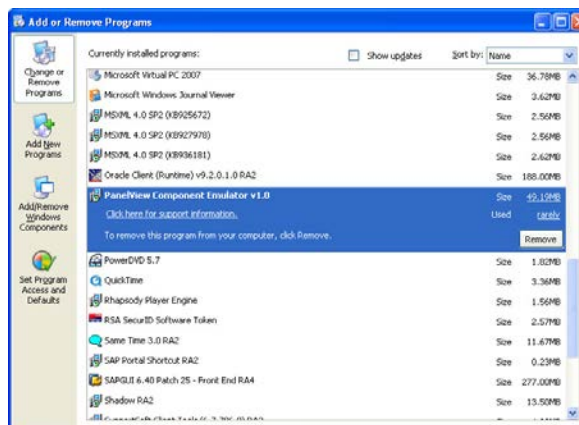 Add or Remove Programs
Change or
Remove
Programs
Add New
Programs
Add/Remove
Windows
Components
Set Program
Access and
Defaults
Currently installed programs:
Show updates
Sort by: Name
Microsoft Virtual PC 2007 Size 36.78MB
Microsoft Windows Journal Viewer Size 3.62MB
MSXML 4.0 SP2 (KB925672) Size 2.56MB
MSXML 4.0 SP2 (KB927978) Size 2.56MB
MSXML 4.0 SP2 (KB936181) Size 2.62MB
Oracle Client (Runtime) v9.2.0.1.0 RA2 Size 188.00MB
PanelView Component Emulator v1.0 Size 49.19MB
Click here for support information. Used rarely
To remove this program from your computer, click Remove. Remove
PowerDVD 5.7 Size 1.82MB
QuickTime Size 3.36MB
Rhapsody Player Engine Size 1.56MB
RSA SecurID Software Token Size 2.57MB
Same Time 3.0 RA2 Size 11.67MB
SAP Portal Shortcut RA2 Size 0.23MB
SAPGUI 6.40 Patch 25 - Front End RA4 Size 277.00MB
Shadow RA2 Size 13.50MB